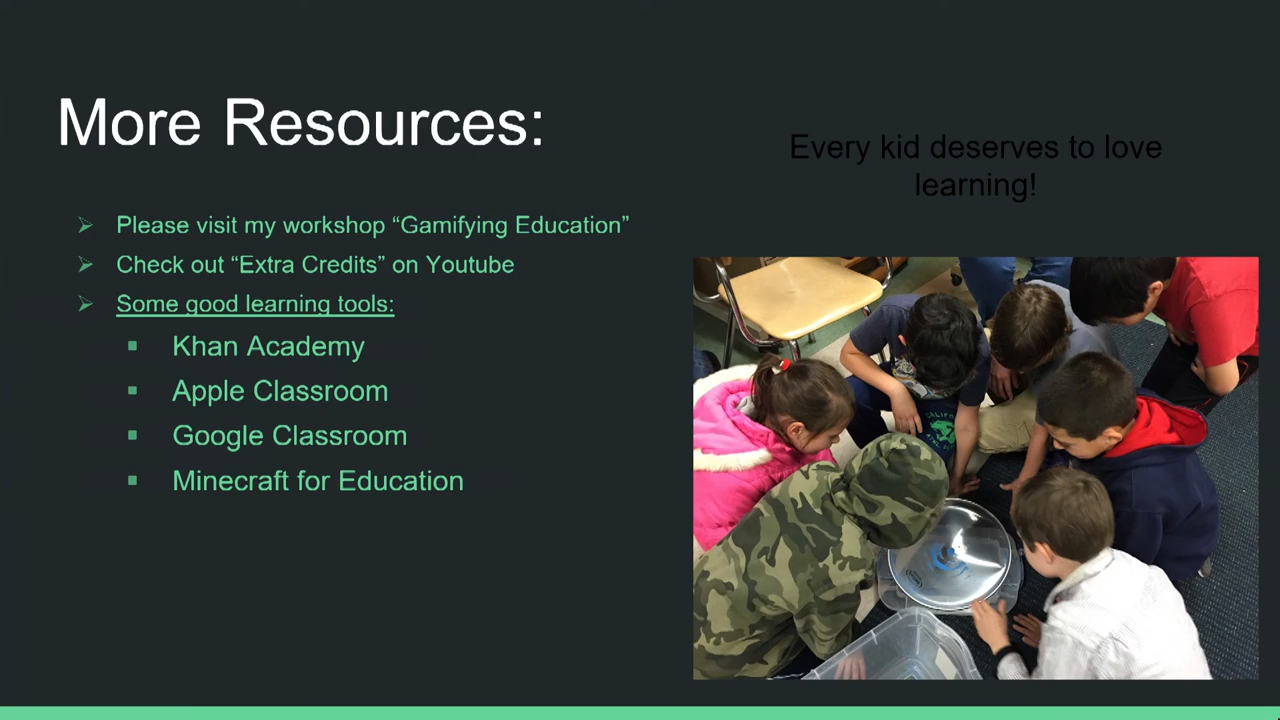 More Resources:
Please visit my workshop “Gamifying Education”
Check out “Extra Credits” on Youtube
Some good learning tools:
Khan Academy
Apple Classroom
Google Classroom
Minecraft for Education
Every kid deserves to love
learning!